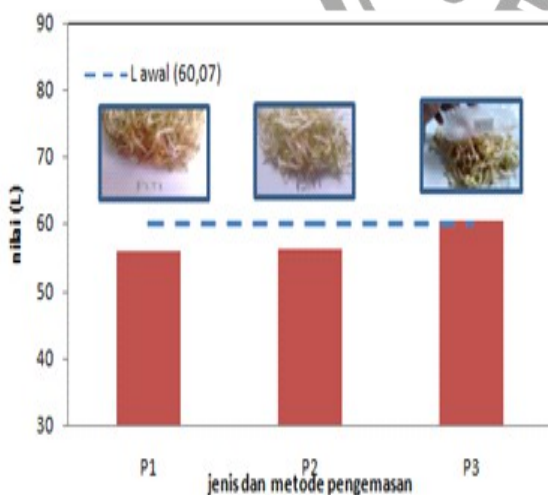 90
80
70
60
50
40
30
nilai (L)
L awal (60,07)
P1
P2
P3
jenis dan metode pengemasan